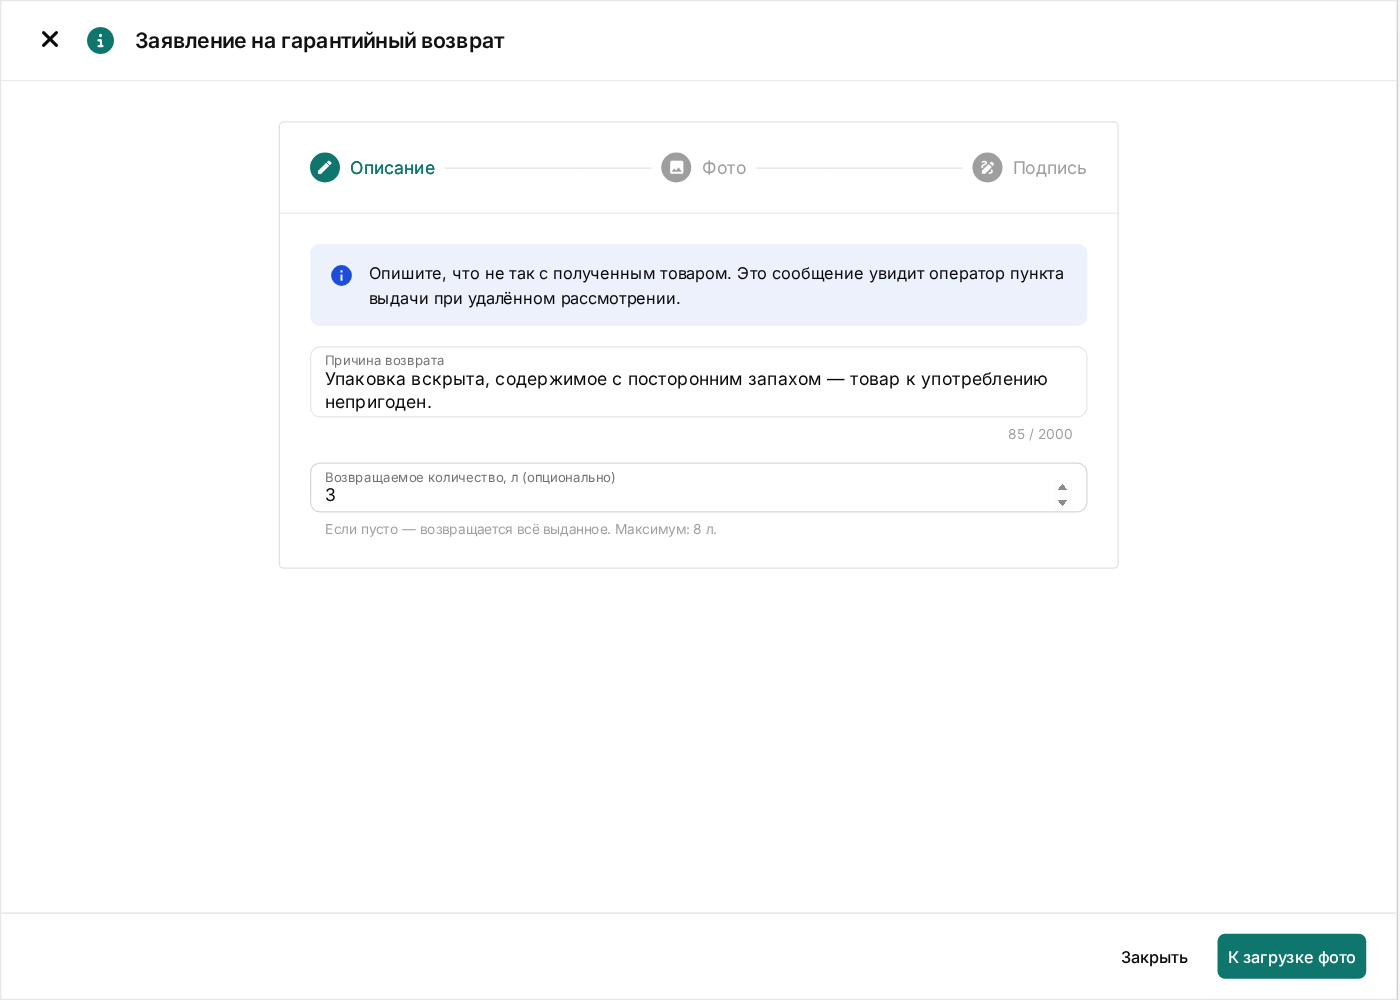 Заявление на гарантийный возврат
Описание
Фото
Подпись
Опишите, что не так с полученным товаром. Это сообщение увидит оператор пункта
выдачи при удалённом рассмотрении.
Причина возврата
Упаковка вскрыта, содержимое с посторонним запахом — товар к употреблению
непригоден.
85 / 2000
Возвращаемое количество, л (опционально)
3
Если пусто — возвращается всё выданное. Максимум: 8 л.
Закрыть
К загрузке фото